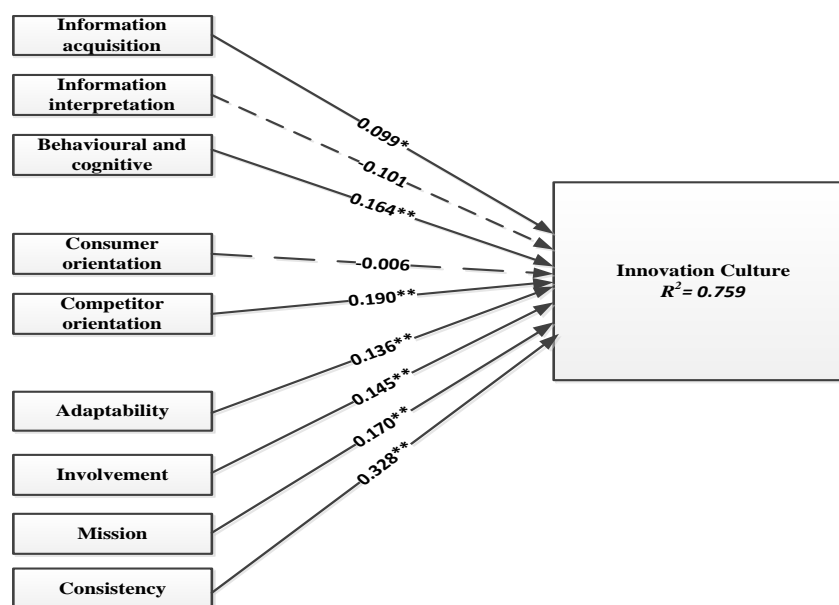 Information
acquisition
Information
interpretation
Behavioural and
cognitive
Consumer
orientation
Competitor
orientation
Adaptability
Involvement
Mission
Consistency
0.099*
-0.101
0.164**
-0.006
0.190**
0.136**
0.145**
0.170**
0.328**
Innovation Culture
R²= 0.759